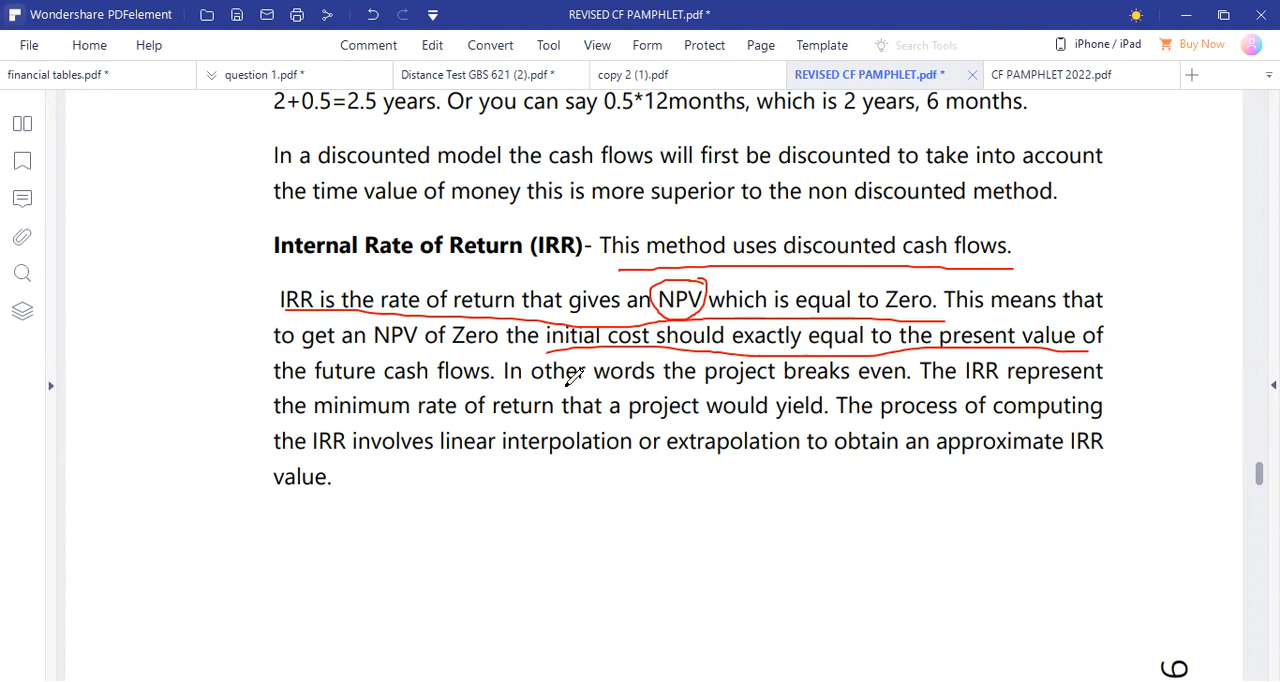 Wondershare PDFelement
REVISED CF PAMPHLET.pdf *
File Home Help Comment Edit Convert Tool View Form Protect Page Template Search Tools iPhone / iPad Buy Now
financial tables.pdf * question 1.pdf * Distance Test GBS 621 (2).pdf * copy 2 (1).pdf REVISED CF PAMPHLET.pdf * CF PAMPHLET 2022.pdf
2+0.5=2.5 years. Or you can say 0.5*12months, which is 2 years, 6 months.
In a discounted model the cash flows will first be discounted to take into account
the time value of money this is more superior to the non discounted method.
Internal Rate of Return (IRR)- This method uses discounted cash flows.
IRR is the rate of return that gives an NPV which is equal to Zero. This means that
to get an NPV of Zero the initial cost should exactly equal to the present value of
the future cash flows. In other words the project breaks even. The IRR represent
the minimum rate of return that a project would yield. The process of computing
the IRR involves linear interpolation or extrapolation to obtain an approximate IRR
value.
9